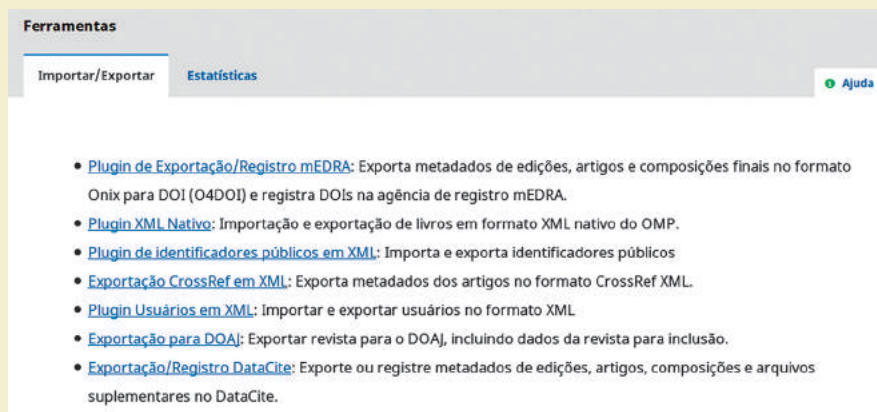 Ferramentas
Importar/Exportar Estatísticas
Ajuda
Plugin de Exportação/Registro mEDRA: Exporta metadados de edições, artigos e composições finais no formato
Onix para DOI (O4DOI) e registra DOIs na agência de registro mEDRA.
Plugin XML Nativo: Importação e exportação de livros em formato XML nativo do OMP.
Plugin de identificadores públicos em XML: Importa e exporta identificadores públicos
Exportação CrossRef em XML: Exporta metadados dos artigos no formato CrossRef XML.
Plugin Usuários em XML: Importar e exportar usuários no formato XML
Exportação para DOAJ: Exportar revista para o DOAJ, incluindo dados da revista para inclusão.
Exportação/Registro DataCite: Exporte ou registre metadados de edições, artigos, composições e arquivos
suplementares no DataCite.